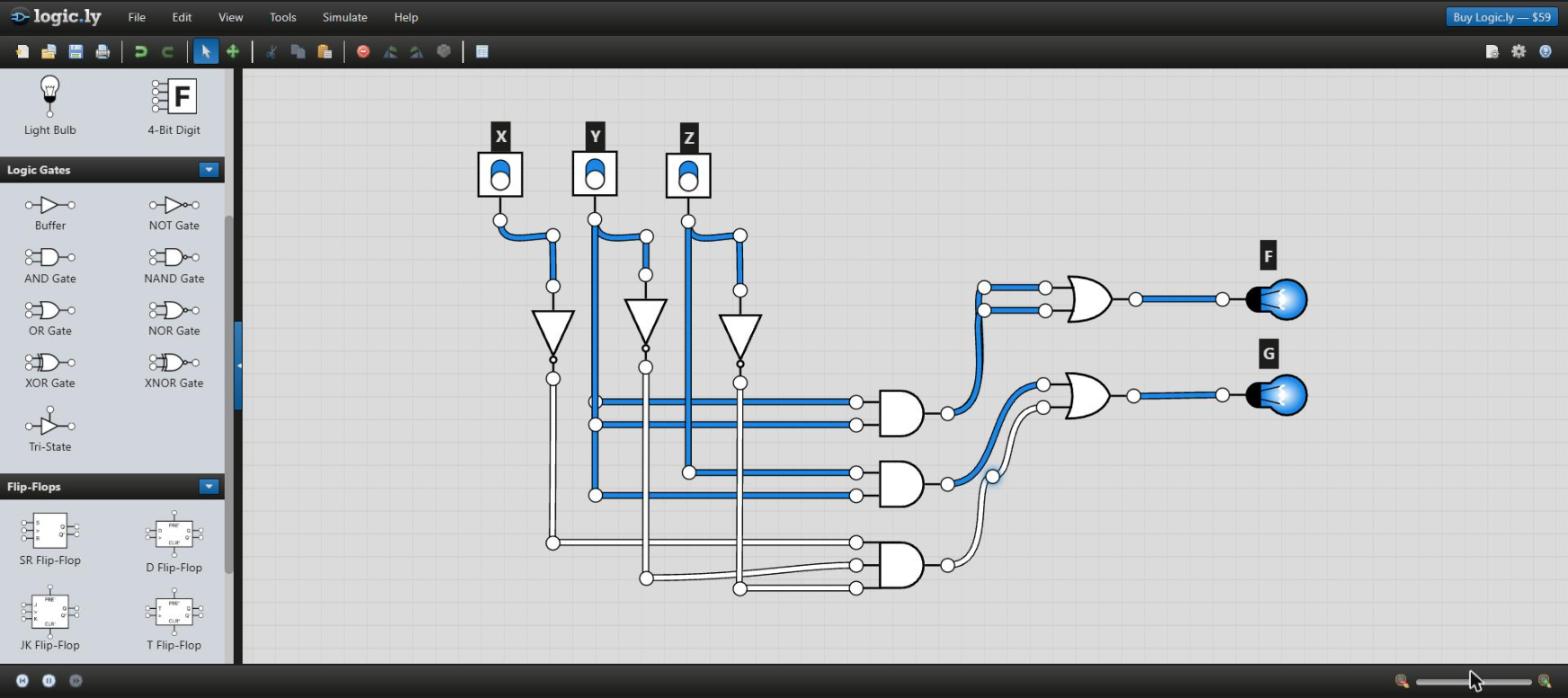 logic.ly File Edit View Tools Simulate Help Buy Logic.ly — $59
Light Bulb 4-Bit Digit
F
Logic Gates
Buffer NOT Gate
AND Gate NAND Gate
OR Gate NOR Gate
XOR Gate XNOR Gate
Tri-State
Flip-Flops
SR Flip-Flop D Flip-Flop
JK Flip-Flop T Flip-Flop
X Y Z
F
G